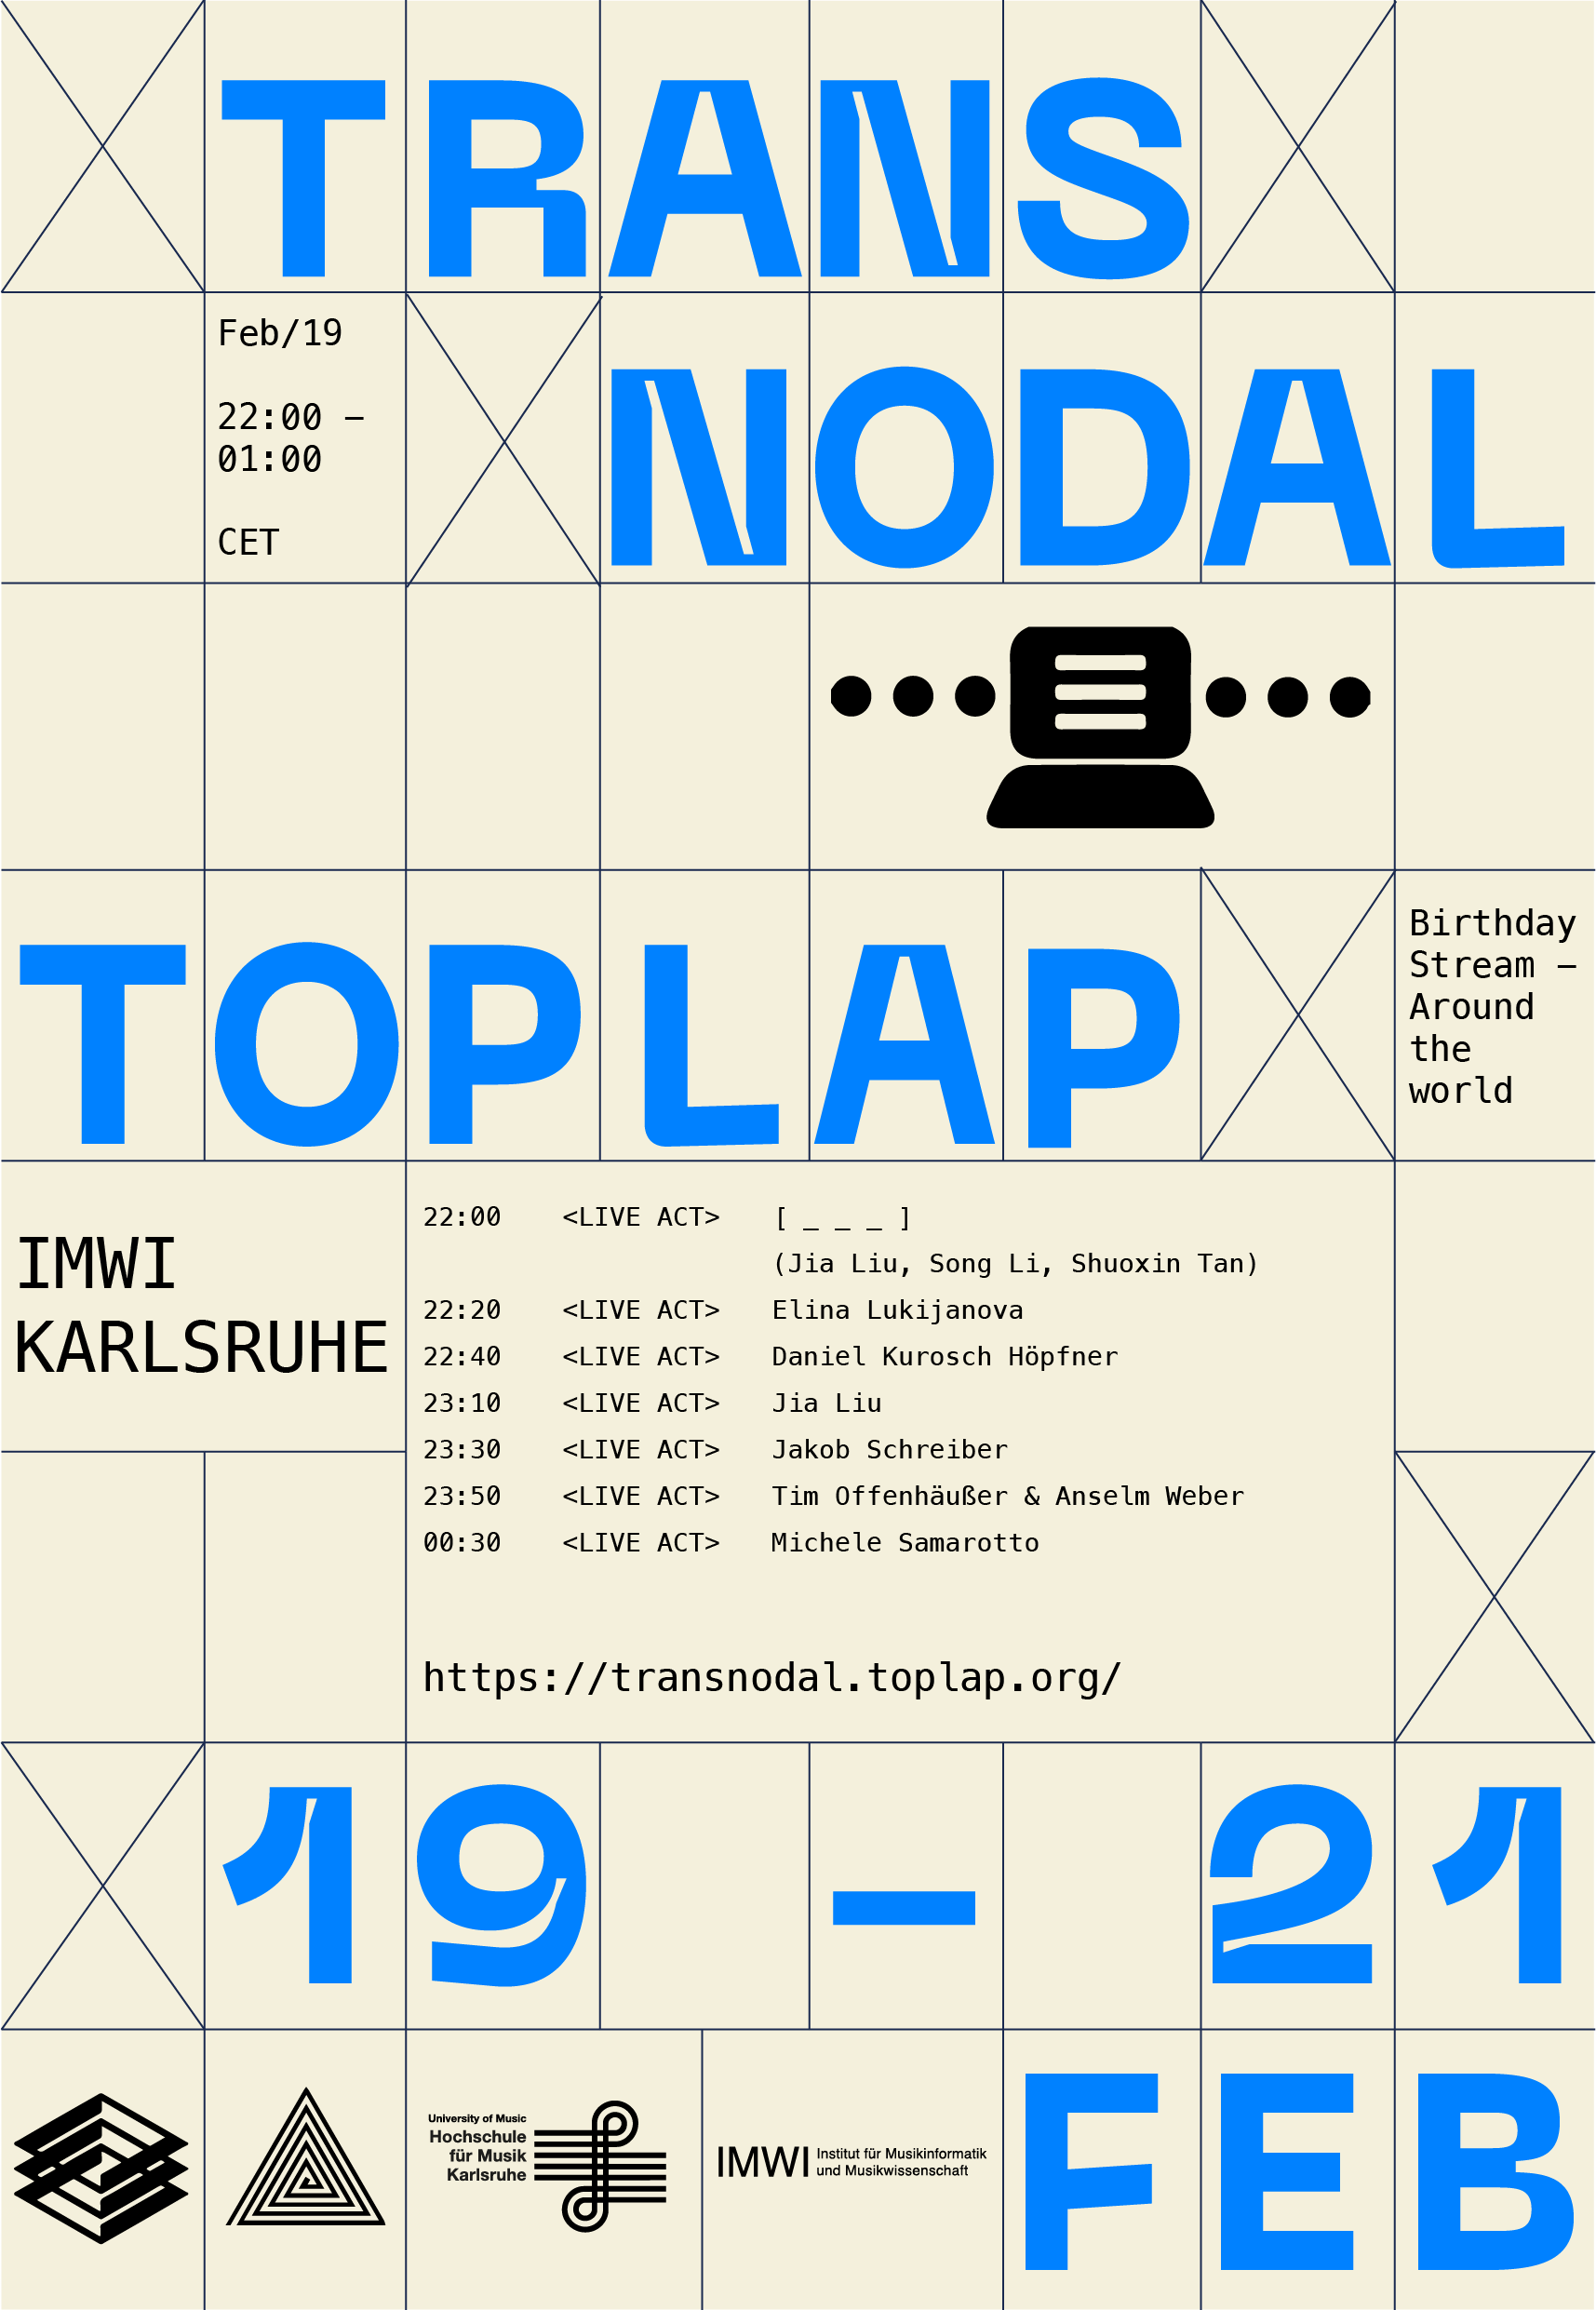 TRANS
Feb/19
22:00 –
01:00
CET
NODAL
TOPLAP
Birthday
Stream –
Around
the
world
IMWI
KARLSRUHE
22:00 <LIVE ACT> [ _ _ _ ]
(Jia Liu, Song Li, Shuoxin Tan)
22:20 <LIVE ACT> Elina Lukijanova
22:40 <LIVE ACT> Daniel Kurosch Höpfner
23:10 <LIVE ACT> Jia Liu
23:30 <LIVE ACT> Jakob Schreiber
23:50 <LIVE ACT> Tim Offenhäußer & Anselm Weber
00:30 <LIVE ACT> Michele Samarotto
https://transnodal.toplap.org/
19 – 21
University of Music
Hochschule
für Musik
Karlsruhe
IMWI Institut für Musikinformatik
und Musikwissenschaft
FEB